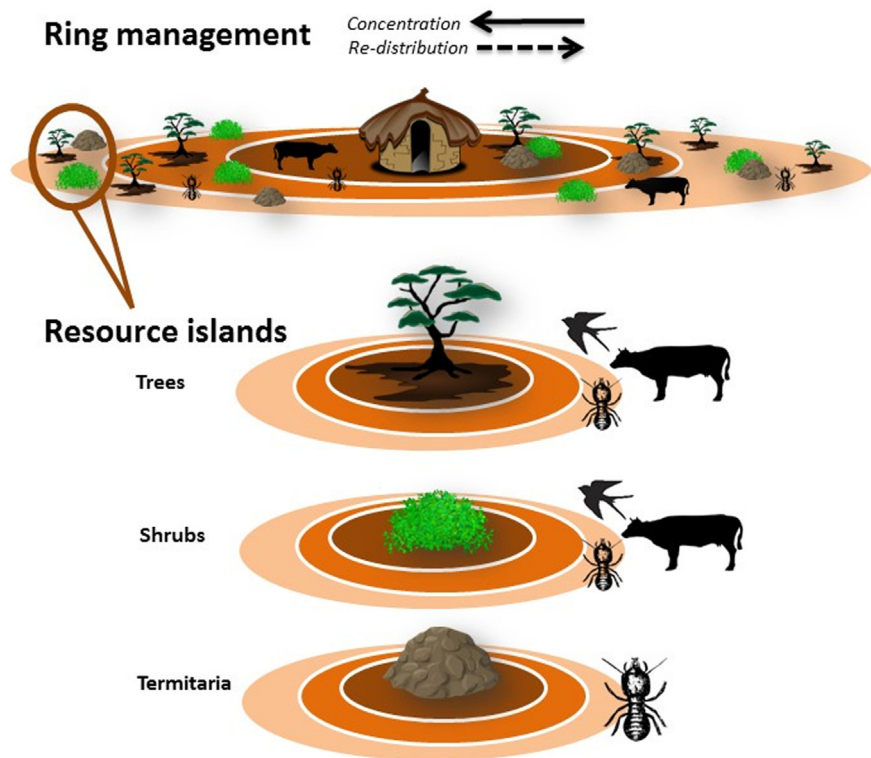 Ring management
Concentration
Re-distribution
Resource islands
Trees
Shrubs
Termitaria